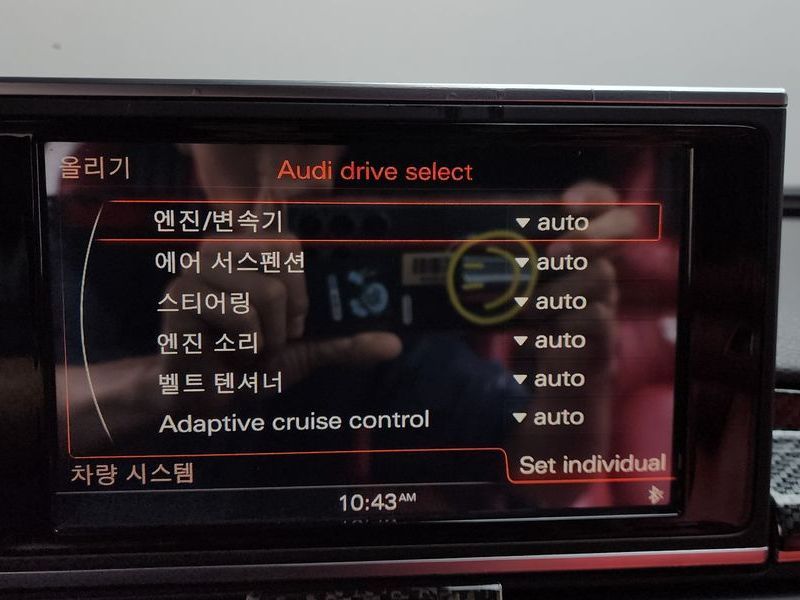 올리기 Audi drive select
엔진/변속기 ▼ auto
에어 서스펜션 ▼ auto
스티어링 ▼ auto
엔진 소리 ▼ auto
벨트 텐셔너 ▼ auto
Adaptive cruise control ▼ auto
차량 시스템 Set individual
10:43AM